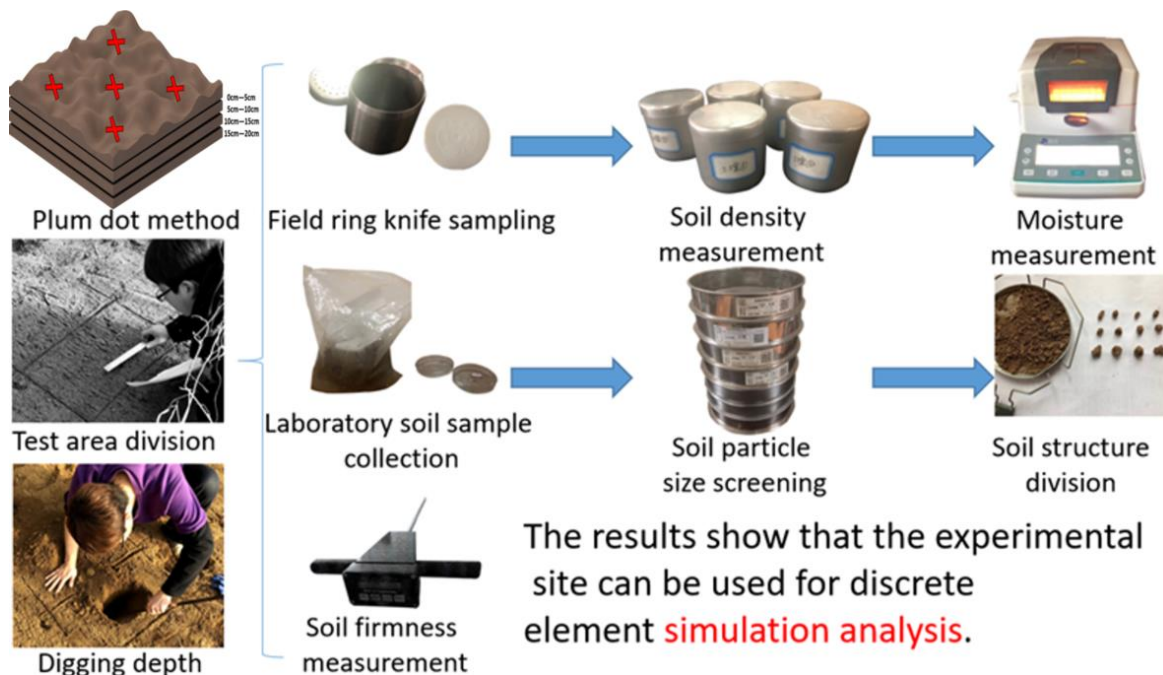 0cm—5cm
5cm—10cm
10cm—15cm
15cm—20cm
Plum dot method
Field ring knife sampling
Soil density
measurement
Moisture
measurement
Test area division
Laboratory soil sample
collection
Soil particle
size screening
Soil structure
division
Digging depth
Soil firmness
measurement
The results show that the experimental
site can be used for discrete
element simulation analysis.